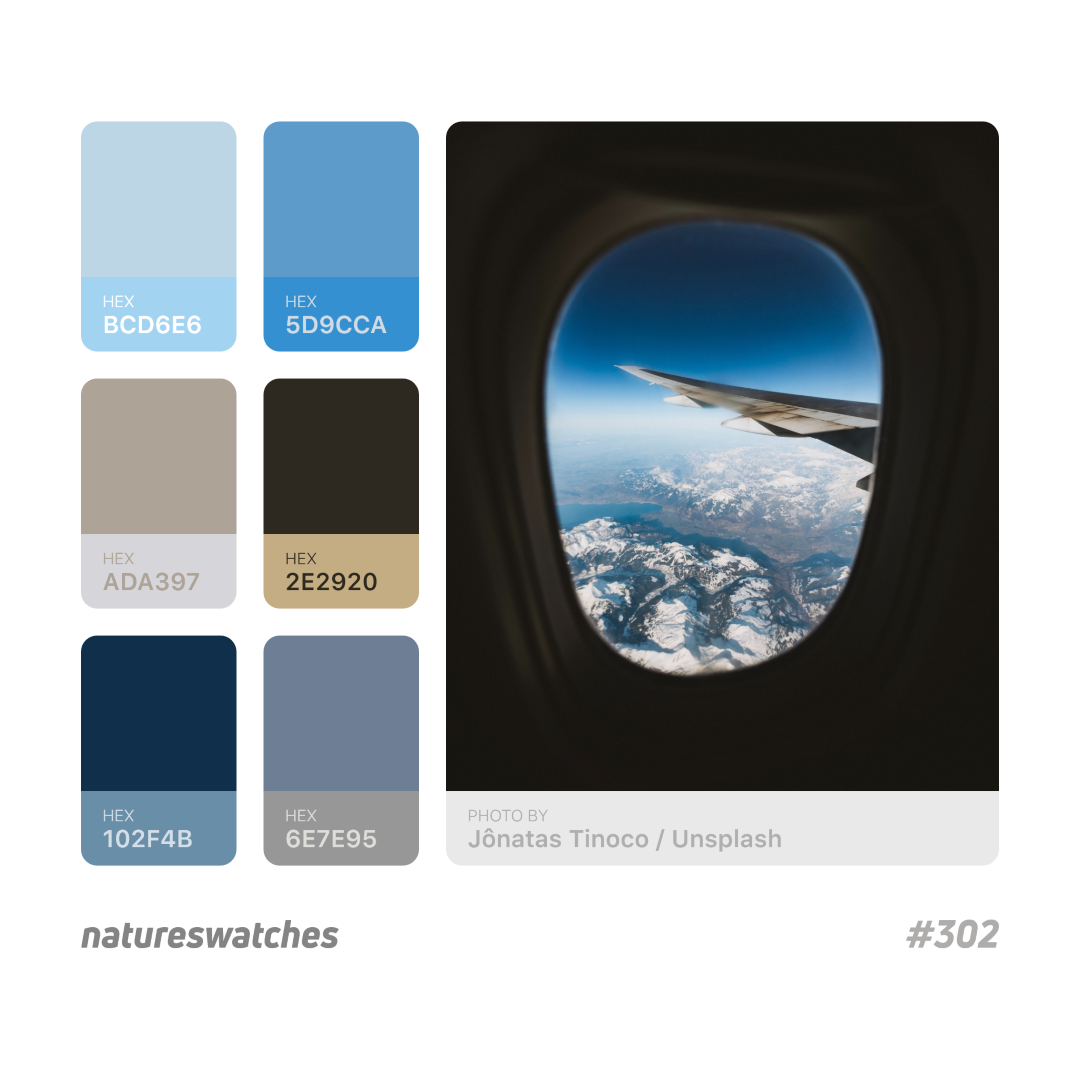 HEX
BCD6E6
HEX
5D9CCA
HEX
ADA397
HEX
2E2920
HEX
102F4B
HEX
6E7E95
PHOTO BY
Jônatas Tinoco / Unsplash
natureswatches
#302